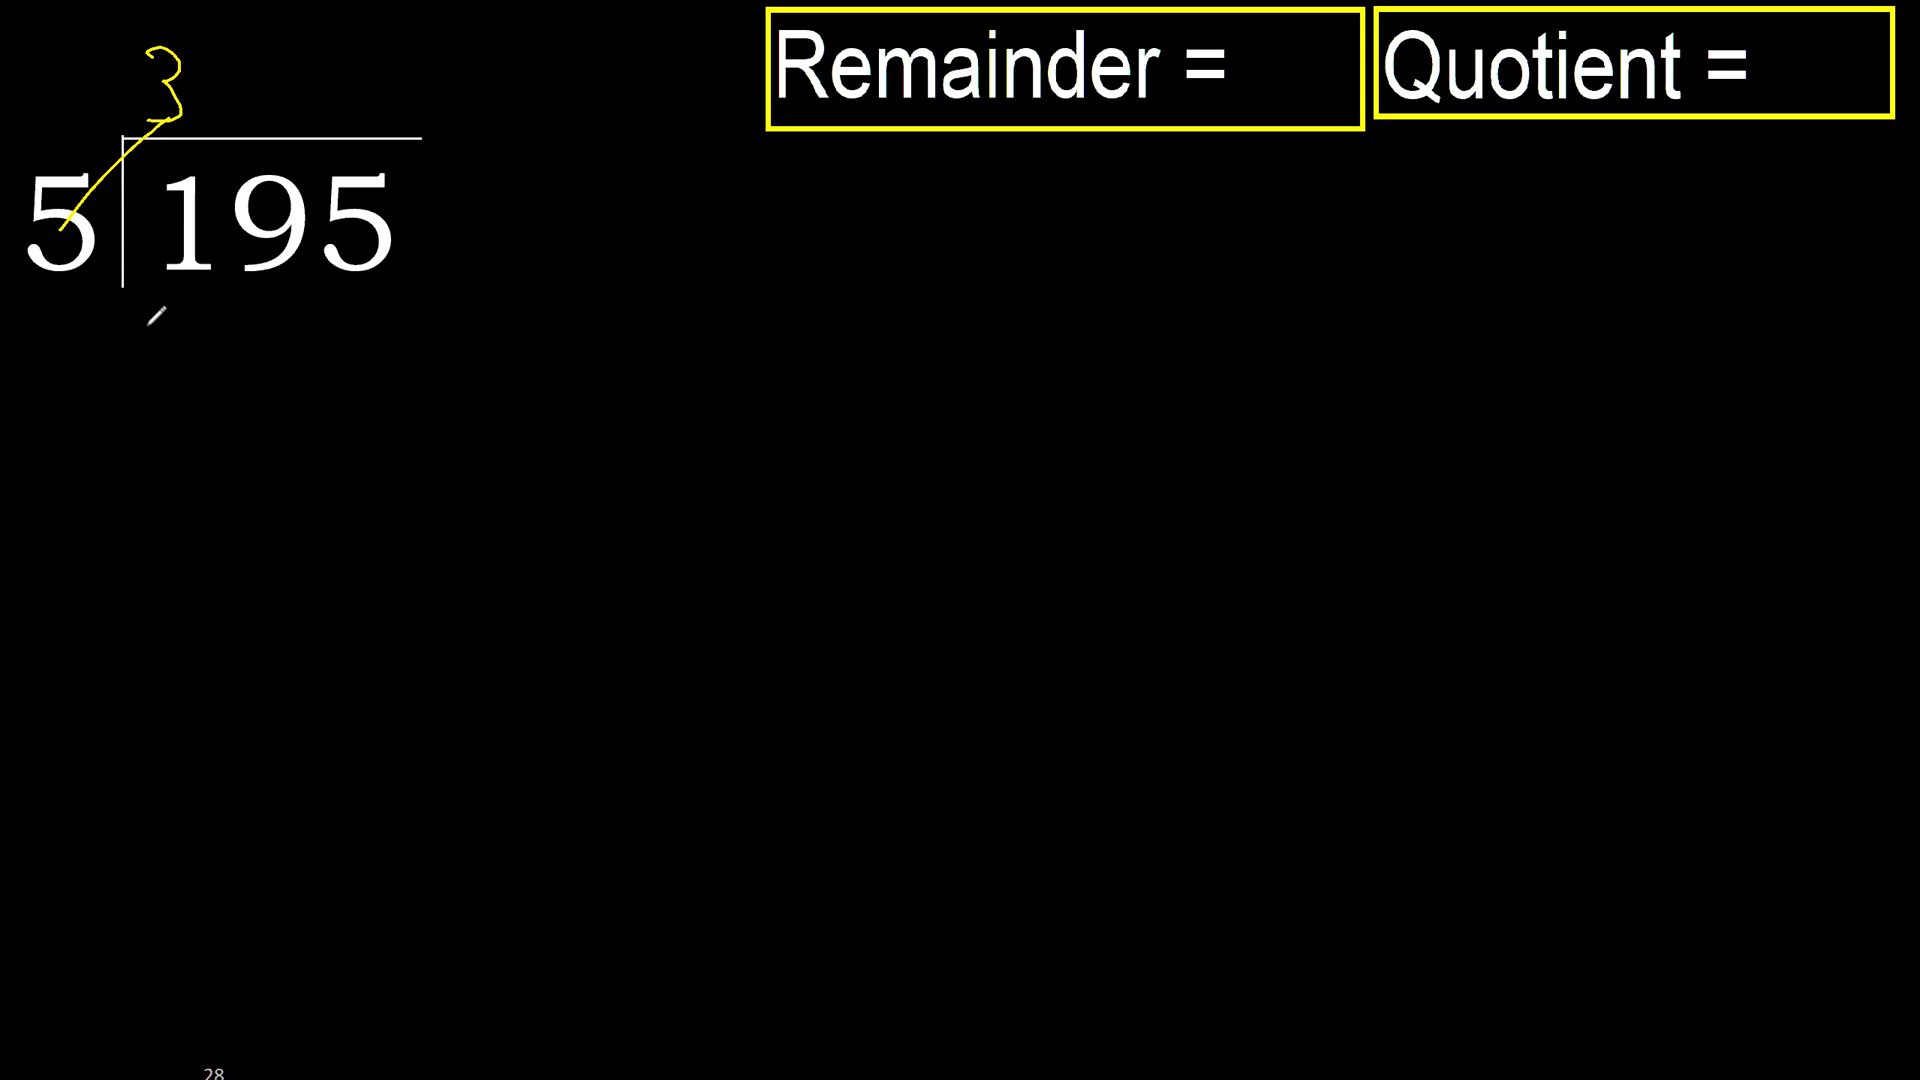 3
5 195
Remainder =
Quotient =
28